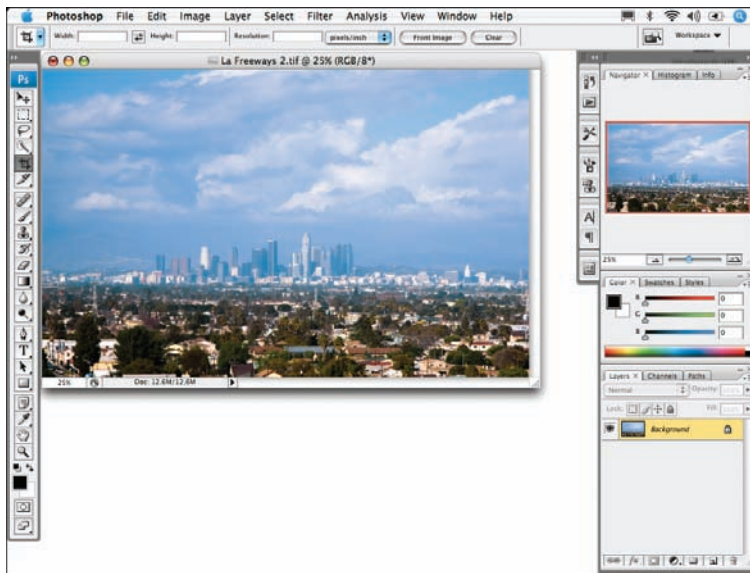 Photoshop File Edit Image Layer Select Filter Analysis View Window Help
Width: Height: Resolution: pixels/inch Front Image Clear Workspace
La Freeways 2.tif @ 25% (RGB/8*)
Ps
Navigator × Histogram Info
25%
Color × Swatches Styles
R 0
G 0
B 0
Layers × Channels Paths
Normal Opacity:
Lock: Fill:
Background
25% Doc: 12.6M/12.6M